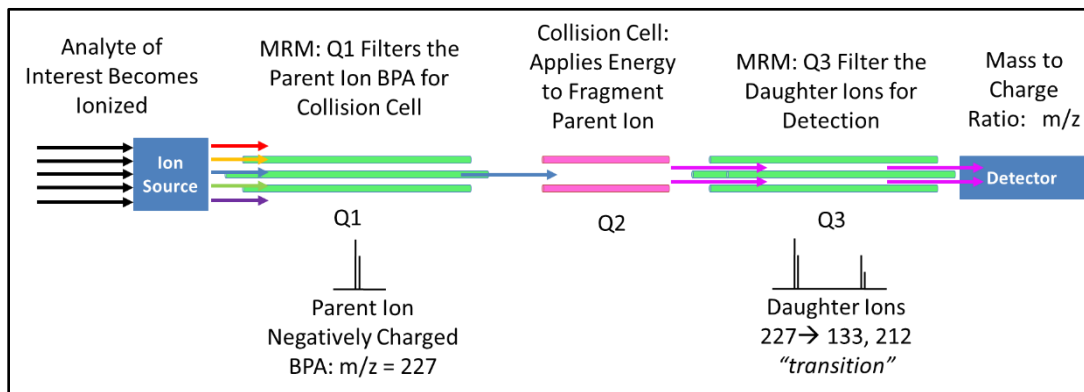 Analyte of
Interest Becomes
Ionized
MRM: Q1 Filters the
Parent Ion BPA for
Collision Cell
Collision Cell:
Applies Energy
to Fragment
Parent Ion
MRM: Q3 Filter the
Daughter Ions for
Detection
Mass to
Charge
Ratio: m/z
Ion
Source
Detector
Q1
Q2
Q3
Parent Ion
Negatively Charged
BPA: m/z = 227
Daughter Ions
227→ 133, 212
“transition”